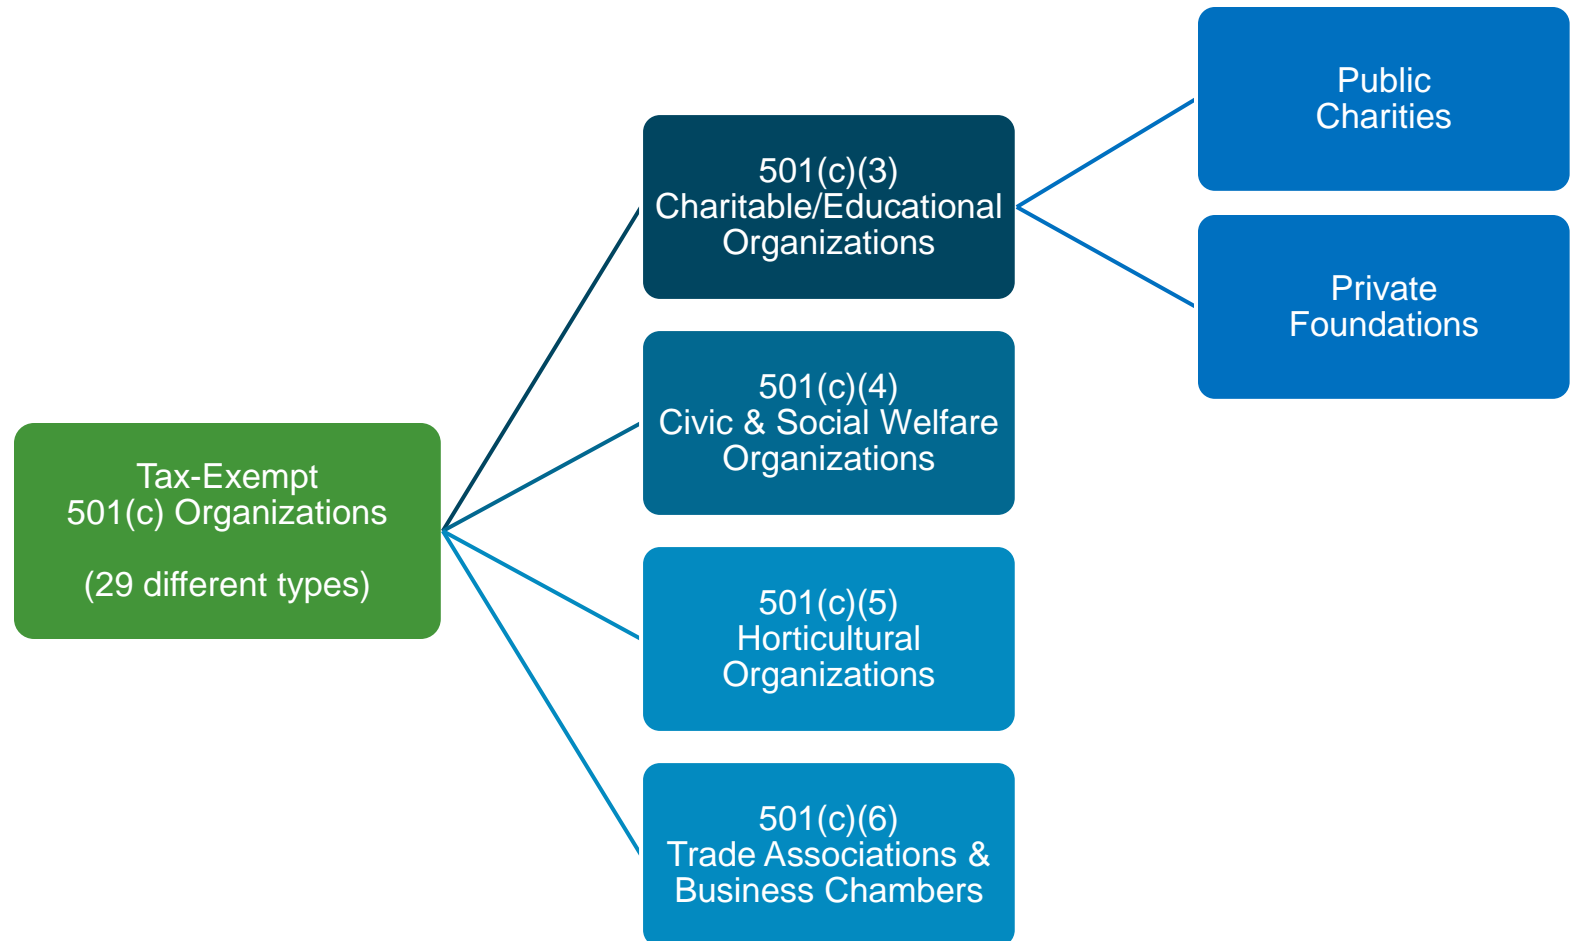 Tax-Exempt
501(c) Organizations
(29 different types)
501(c)(3)
Charitable/Educational
Organizations
501(c)(4)
Civic & Social Welfare
Organizations
501(c)(5)
Horticultural
Organizations
501(c)(6)
Trade Associations &
Business Chambers
Public
Charities
Private
Foundations